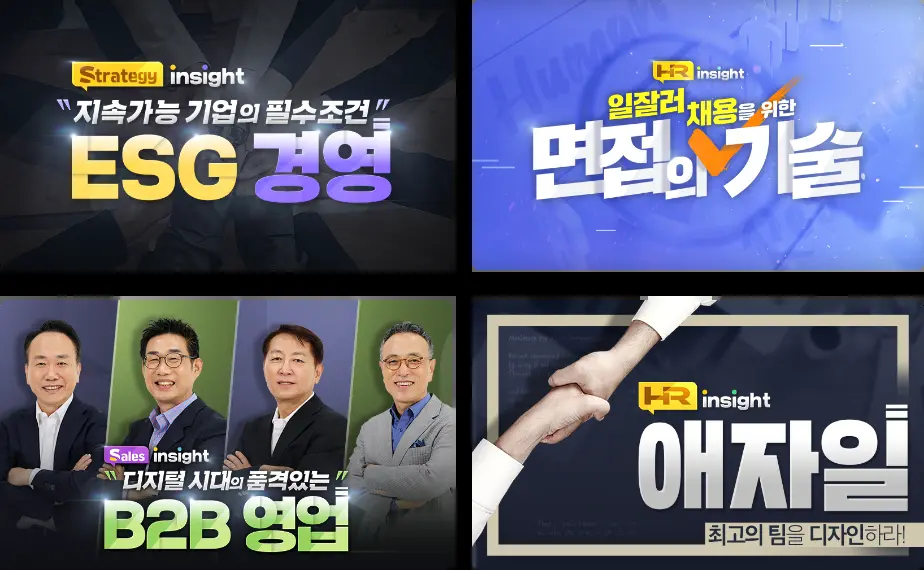 Strategy insight
"지속가능 기업의 필수조건"
ESG 경영
HR insight
일잘러 채용을 위한
면접의 기술
Sales insight
"디지털 시대의 품격있는"
B2B 영업
HR insight
애자일
최고의 팀을 디자인하라!